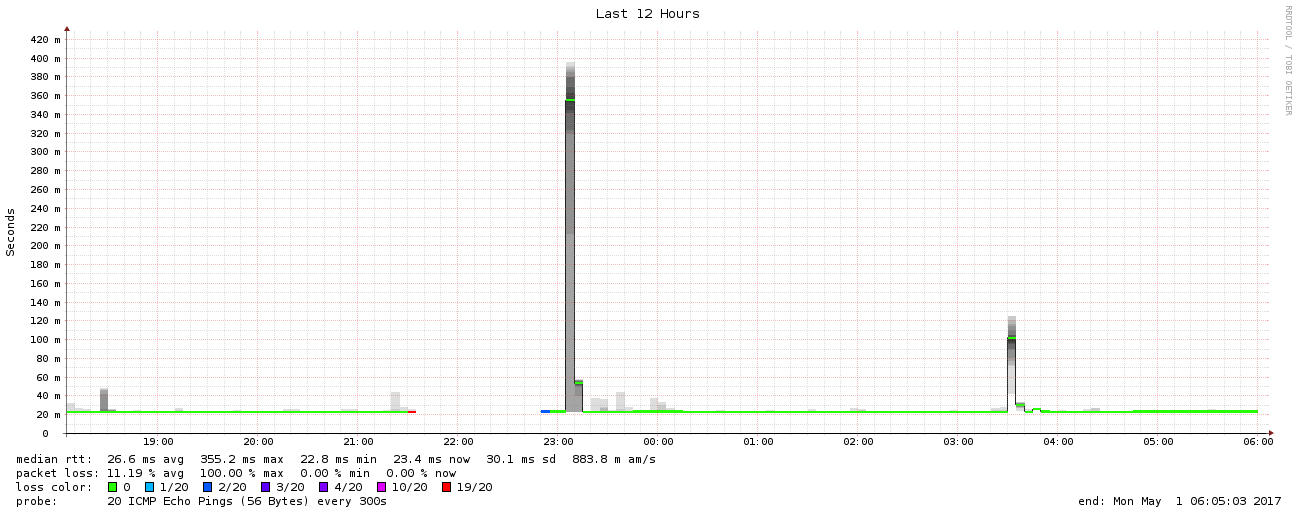 Last 12 Hours
RRDTOOL / TOBI OETIKER
Seconds
420 m
400 m
380 m
360 m
340 m
320 m
300 m
280 m
260 m
240 m
220 m
200 m
180 m
160 m
140 m
120 m
100 m
80 m
60 m
40 m
20 m
0
19:00 20:00 21:00 22:00 23:00 00:00 01:00 02:00 03:00 04:00 05:00 06:00
median rtt: 26.6 ms avg 355.2 ms max 22.8 ms min 23.4 ms now 30.1 ms sd 883.8 m am/s
packet loss: 11.19 % avg 100.00 % max 0.00 % min 0.00 % now
loss color: 0 1/20 2/20 3/20 4/20 10/20 19/20
probe: 20 ICMP Echo Pings (56 Bytes) every 300s end: Mon May 1 06:05:03 2017